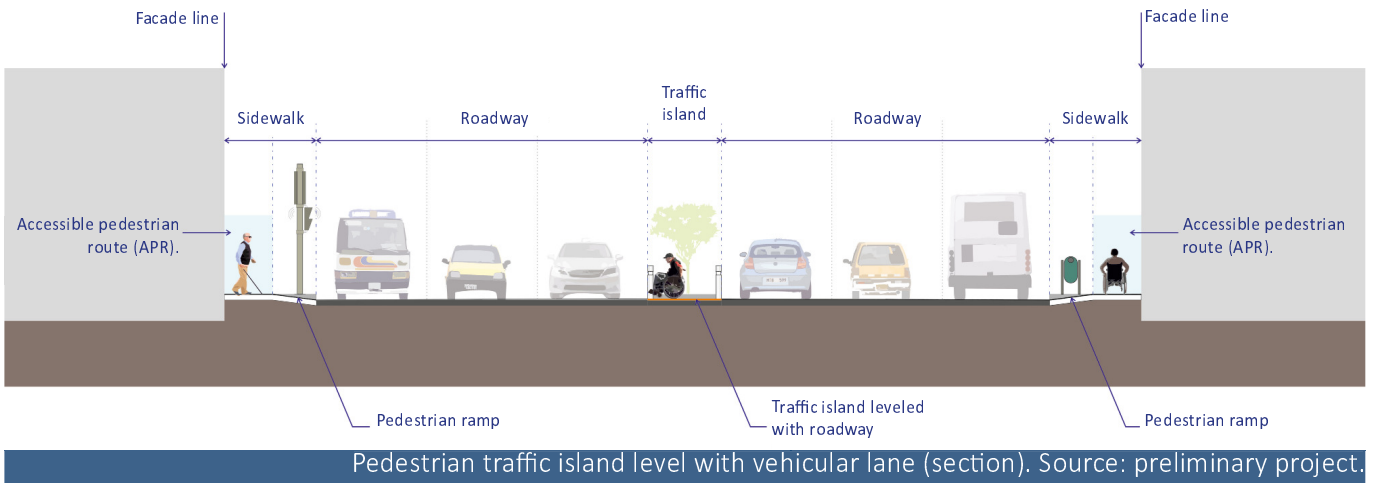 Facade line
Facade line
Traffic
island
Sidewalk
Roadway
Roadway
Sidewalk
Accessible pedestrian
route (APR).
Accessible pedestrian
route (APR).
Pedestrian ramp
Traffic island leveled
with roadway
Pedestrian ramp
Pedestrian traffic island level with vehicular lane (section). Source: preliminary project.